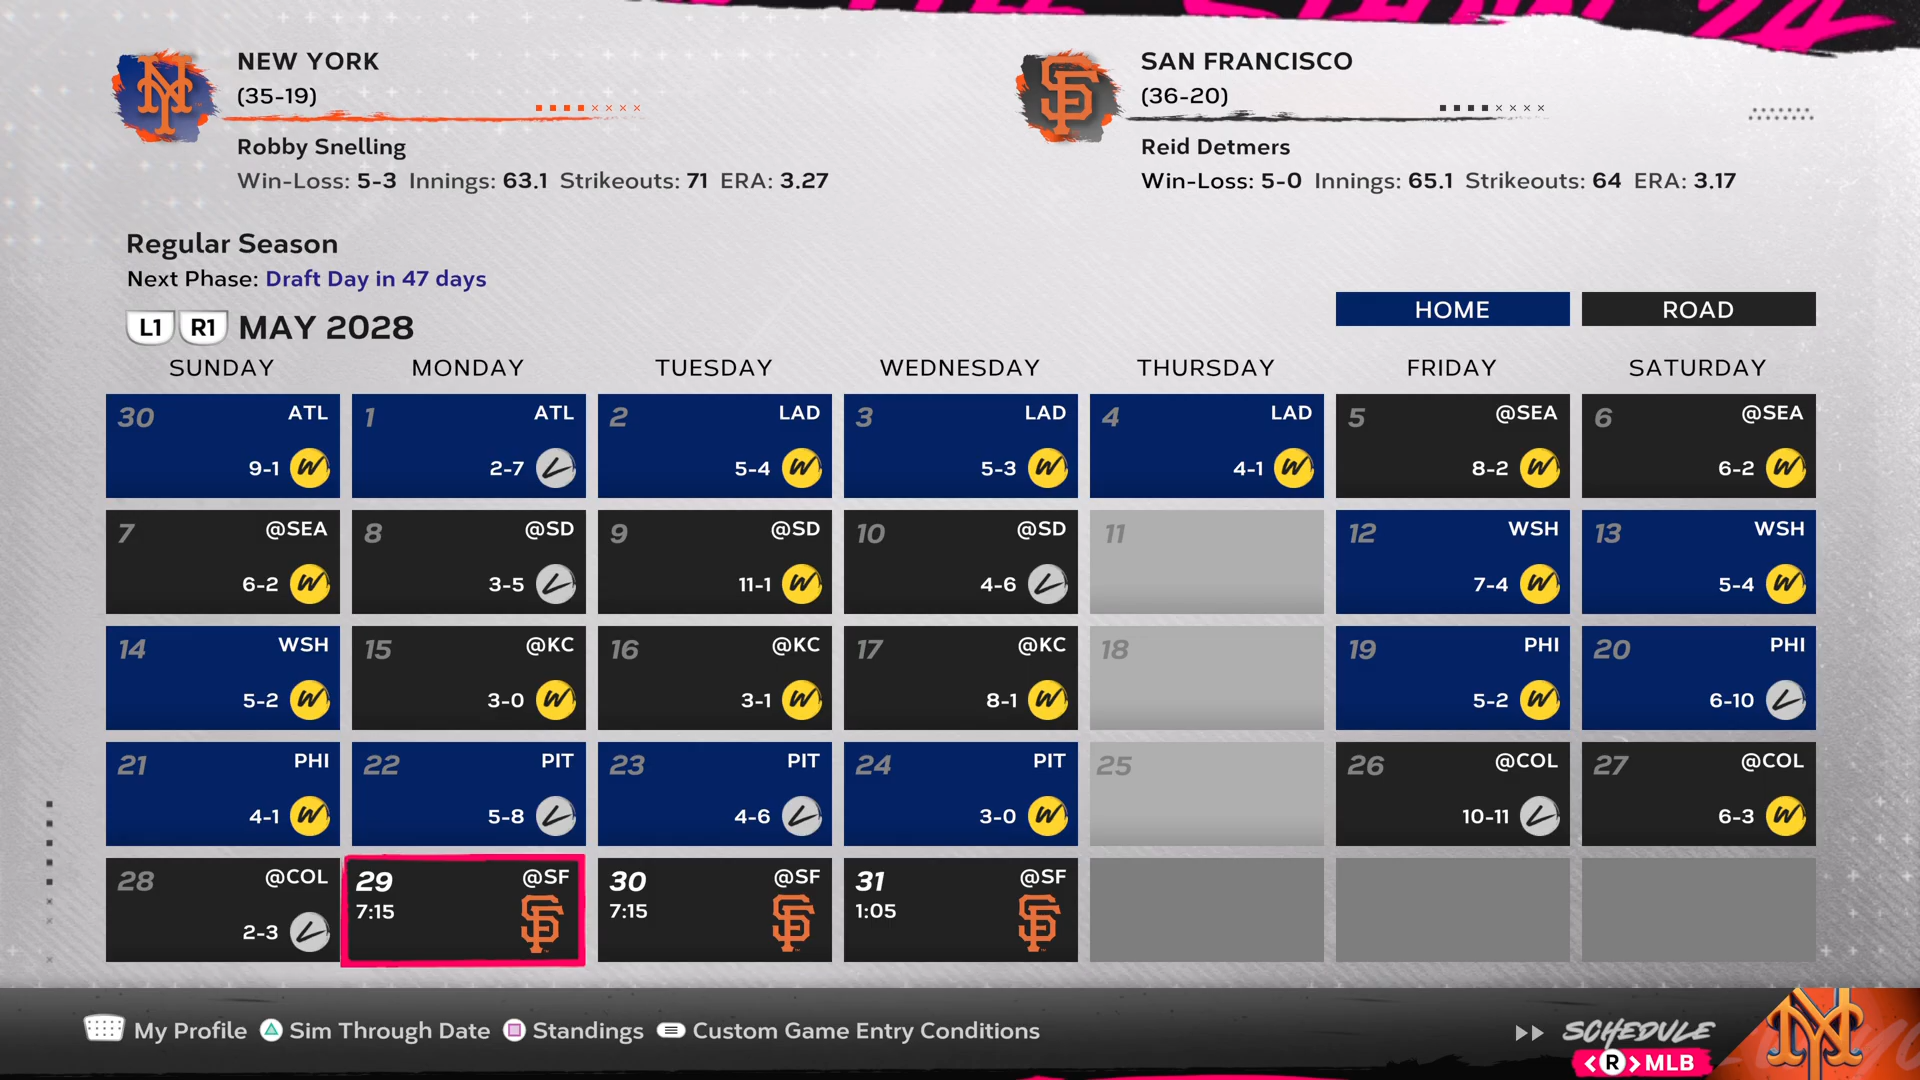 NEW YORK
(35-19)
Robby Snelling
Win-Loss: 5-3 Innings: 63.1 Strikeouts: 71 ERA: 3.27
SAN FRANCISCO
(36-20)
Reid Detmers
Win-Loss: 5-0 Innings: 65.1 Strikeouts: 64 ERA: 3.17
Regular Season
Next Phase: Draft Day in 47 days
HOME ROAD
L1 R1 MAY 2028
SUNDAY MONDAY TUESDAY WEDNESDAY THURSDAY FRIDAY SATURDAY
30 ATL 1 ATL 2 LAD 3 LAD 4 LAD 5 @SEA 6 @SEA
9-1 W 2-7 L 5-4 W 5-3 W 4-1 W 8-2 W 6-2 W
7 @SEA 8 @SD 9 @SD 10 @SD 11 12 WSH 13 WSH
6-2 W 3-5 L 11-1 W 4-6 L 7-4 W 5-4 W
14 WSH 15 @KC 16 @KC 17 @KC 18 19 PHI 20 PHI
5-2 W 3-0 W 3-1 W 8-1 W 5-2 W 6-10 L
21 PHI 22 PIT 23 PIT 24 PIT 25 26 @COL 27 @COL
4-1 W 5-8 L 4-6 L 3-0 W 10-11 L 6-3 W
28 @COL 29 @SF 30 @SF 31 @SF
2-3 L 7:15 SF 7:15 SF 1:05 SF
My Profile Sim Through Date Standings Custom Game Entry Conditions
SCHEDULE
R MLB